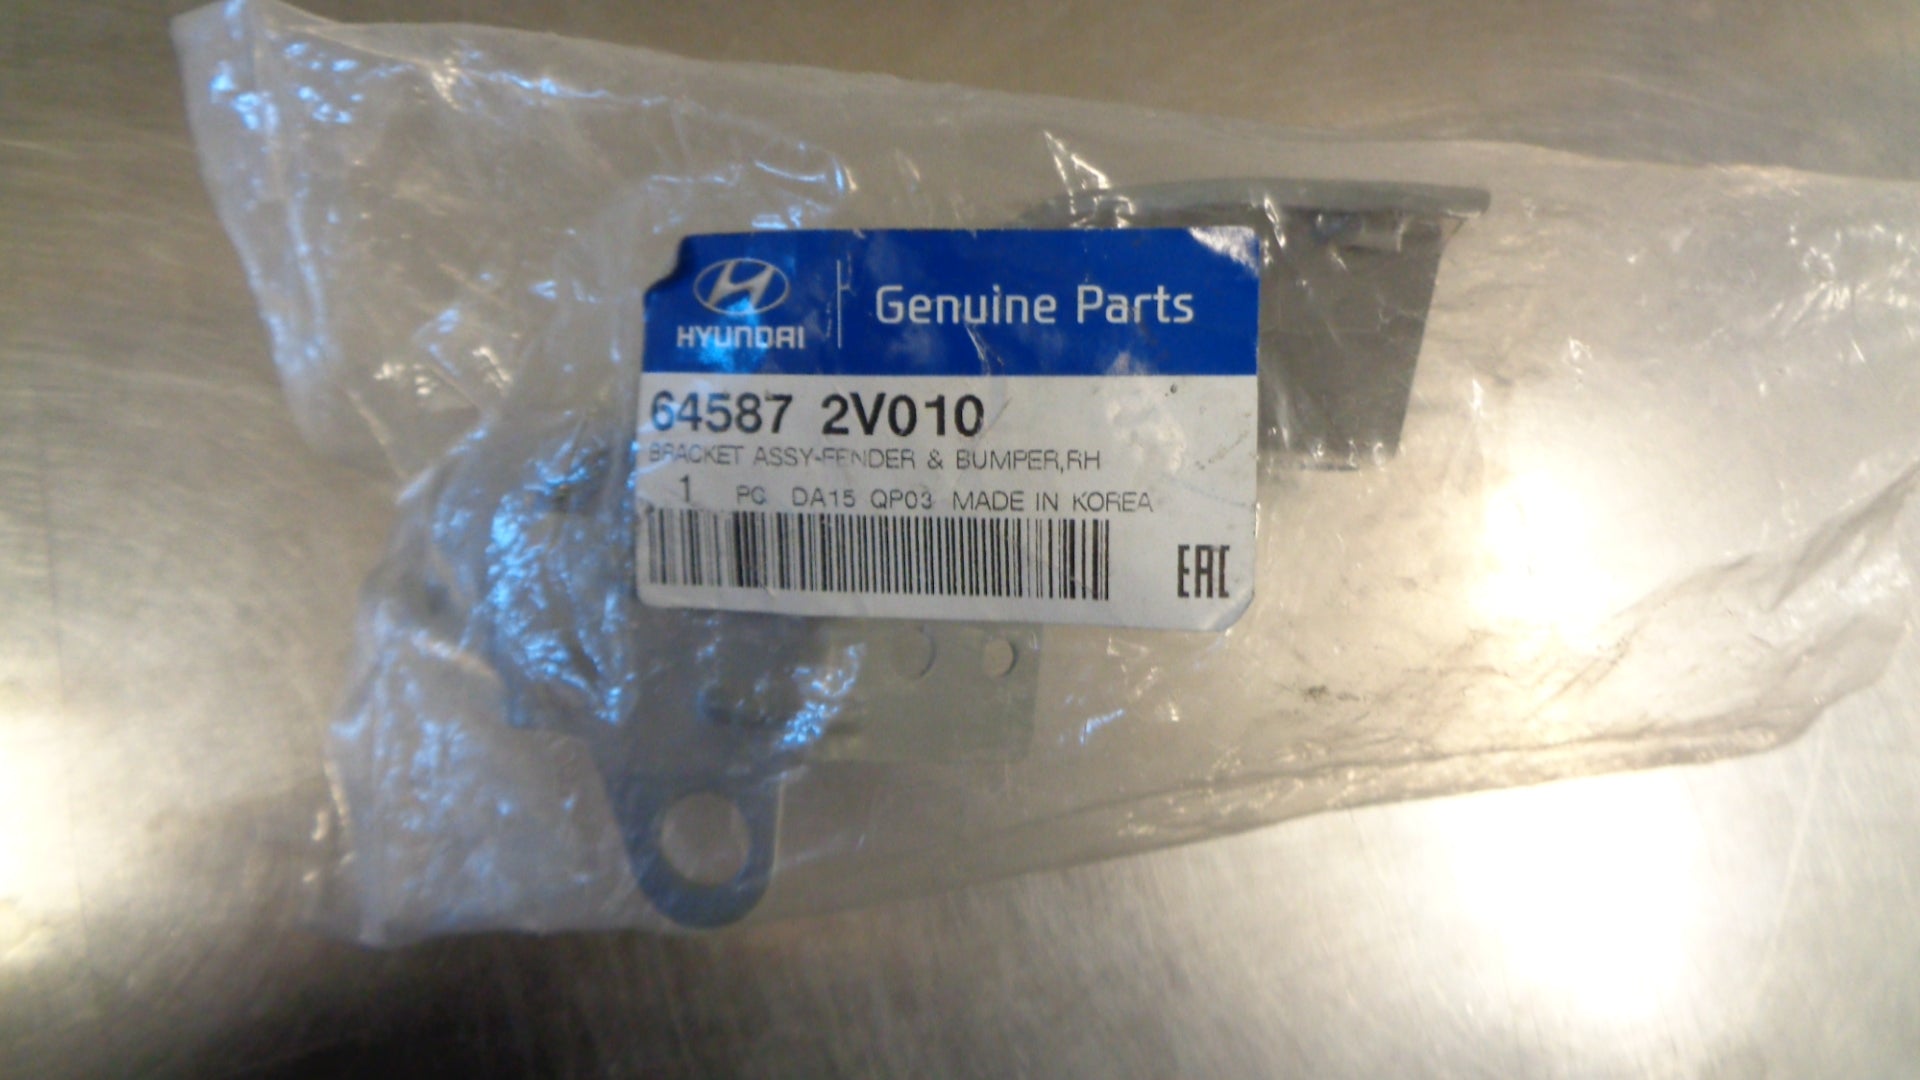 HYUNDAI
Genuine Parts
64587 2V010
BRACKET ASSY-FENDER & BUMPER,RH
1 PC DA15 QP03 MADE IN KOREA
EAC